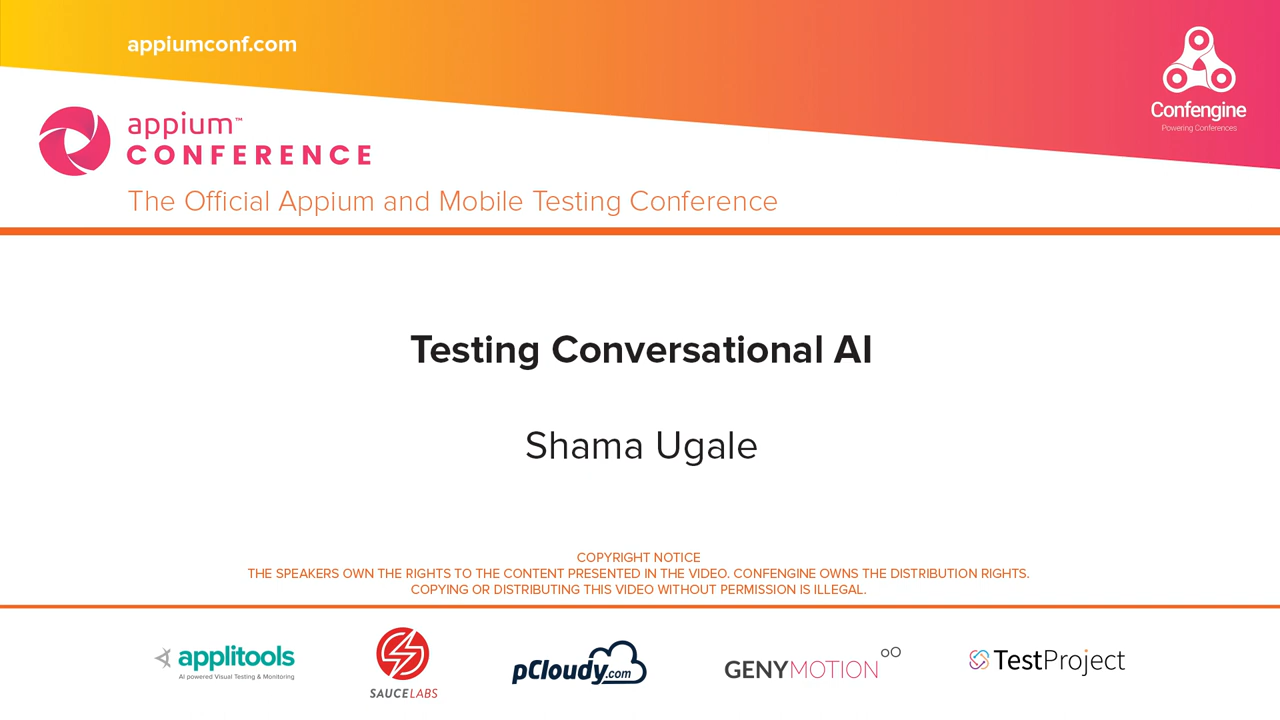 appiumconf.com
Confengine
Powering Conferences
appium™
CONFERENCE
The Official Appium and Mobile Testing Conference
Testing Conversational AI
Shama Ugale
COPYRIGHT NOTICE
THE SPEAKERS OWN THE RIGHTS TO THE CONTENT PRESENTED IN THE VIDEO. CONFENGINE OWNS THE DISTRIBUTION RIGHTS.
COPYING OR DISTRIBUTING THIS VIDEO WITHOUT PERMISSION IS ILLEGAL.
applitools
AI powered Visual Testing & Monitoring
SAUCELABS
pCloudy.com
GENYMOTION
TestProject